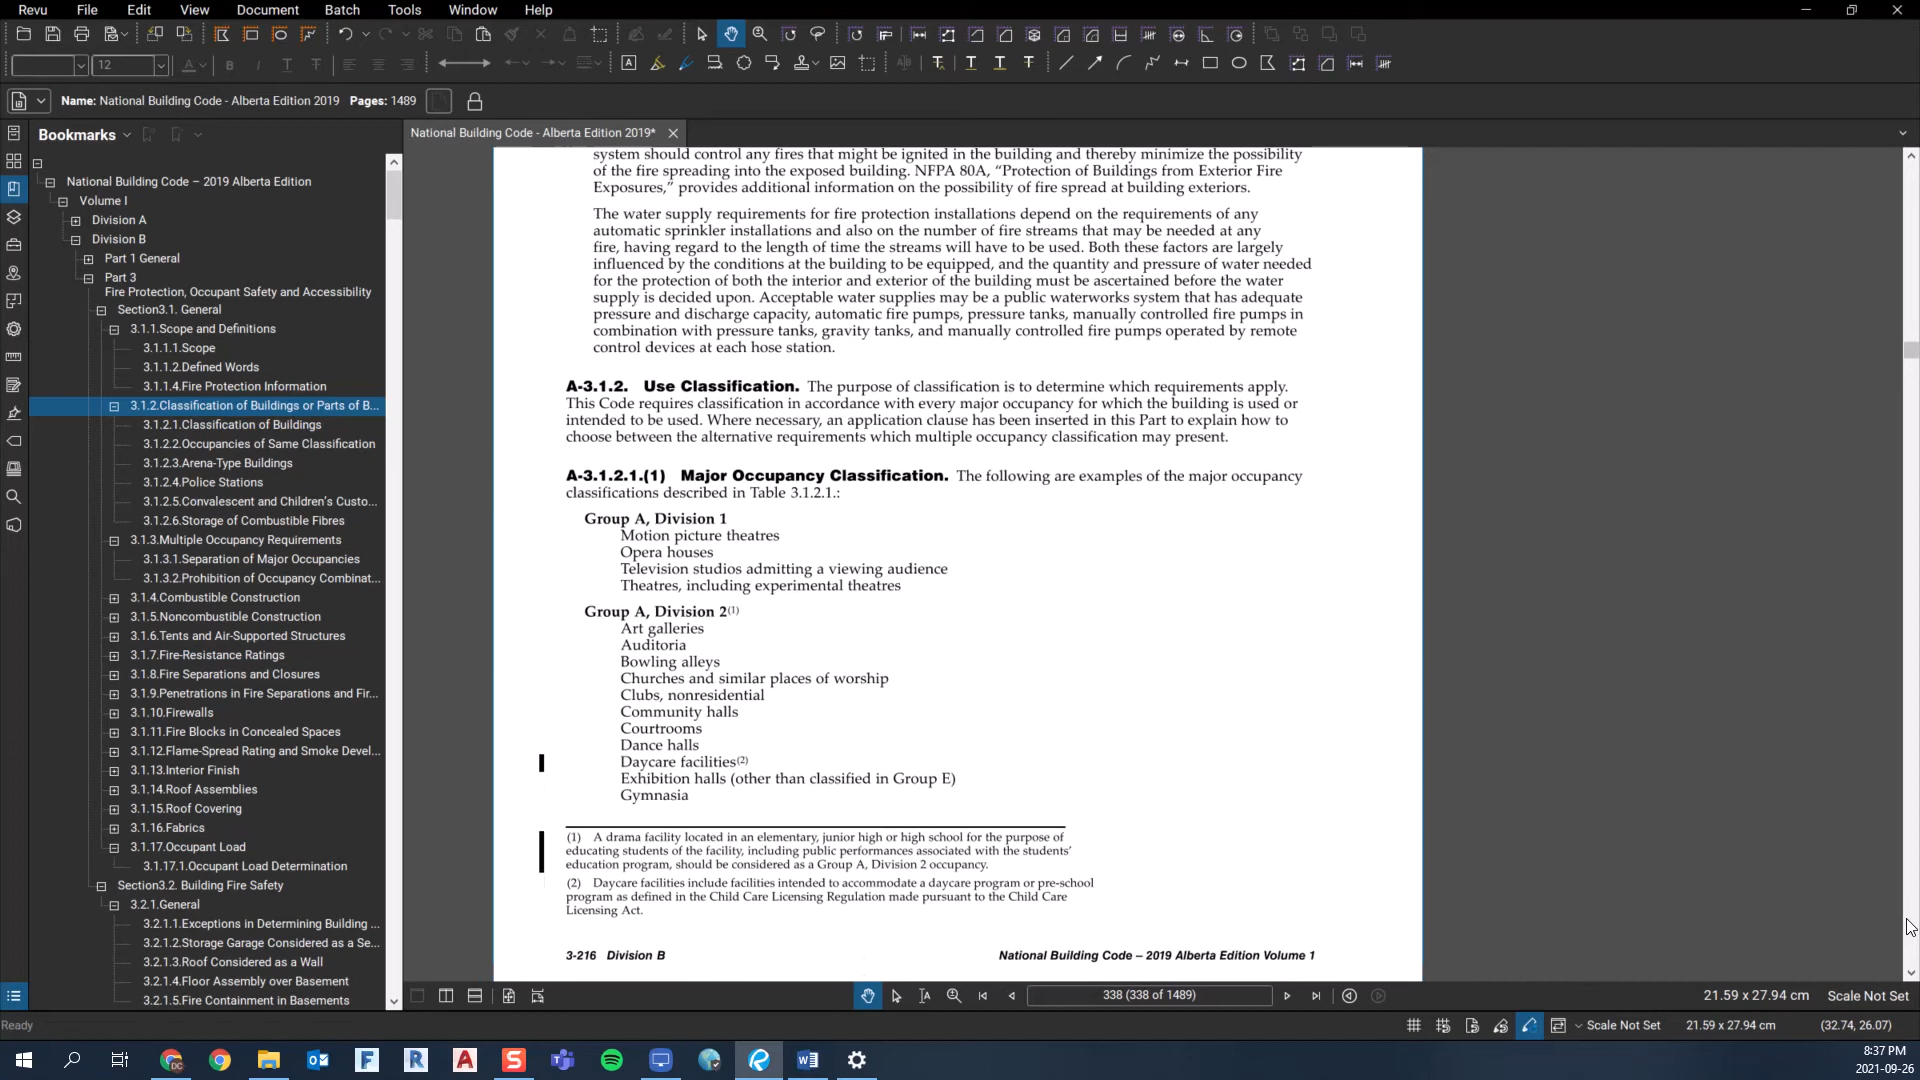 Revu File Edit View Document Batch Tools Window Help
12
Name: National Building Code - Alberta Edition 2019 Pages: 1489
Bookmarks
National Building Code – 2019 Alberta Edition
Volume I
Division A
Division B
Part 1 General
Part 3
Fire Protection, Occupant Safety and Accessibility
Section3.1. General
3.1.1.Scope and Definitions
3.1.1.1.Scope
3.1.1.2.Defined Words
3.1.1.4.Fire Protection Information
3.1.2.Classification of Buildings or Parts of B...
3.1.2.1.Classification of Buildings
3.1.2.2.Occupancies of Same Classification
3.1.2.3.Arena-Type Buildings
3.1.2.4.Police Stations
3.1.2.5.Convalescent and Children's Custo...
3.1.2.6.Storage of Combustible Fibres
3.1.3.Multiple Occupancy Requirements
3.1.3.1.Separation of Major Occupancies
3.1.3.2.Prohibition of Occupancy Combinat...
3.1.4.Combustible Construction
3.1.5.Noncombustible Construction
3.1.6.Tents and Air-Supported Structures
3.1.7.Fire-Resistance Ratings
3.1.8.Fire Separations and Closures
3.1.9.Penetrations in Fire Separations and Fir...
3.1.10.Firewalls
3.1.11.Fire Blocks in Concealed Spaces
3.1.12.Flame-Spread Rating and Smoke Devel...
3.1.13.Interior Finish
3.1.14.Roof Assemblies
3.1.15.Roof Covering
3.1.16.Fabrics
3.1.17.Occupant Load
3.1.17.1.Occupant Load Determination
Section3.2. Building Fire Safety
3.2.1.General
3.2.1.1.Exceptions in Determining Building ...
3.2.1.2.Storage Garage Considered as a Se...
3.2.1.3.Roof Considered as a Wall
3.2.1.4.Floor Assembly over Basement
3.2.1.5.Fire Containment in Basements
National Building Code - Alberta Edition 2019*
system should control any fires that might be ignited in the building and thereby minimize the possibility
of the fire spreading into the exposed building. NFPA 80A, “Protection of Buildings from Exterior Fire
Exposures,” provides additional information on the possibility of fire spread at building exteriors.
The water supply requirements for fire protection installations depend on the requirements of any
automatic sprinkler installations and also on the number of fire streams that may be needed at any
fire, having regard to the length of time the streams will have to be used. Both these factors are largely
influenced by the conditions at the building to be equipped, and the quantity and pressure of water needed
for the protection of both the interior and exterior of the building must be ascertained before the water
supply is decided upon. Acceptable water supplies may be a public waterworks system that has adequate
pressure and discharge capacity, automatic fire pumps, pressure tanks, manually controlled fire pumps in
combination with pressure tanks, gravity tanks, and manually controlled fire pumps operated by remote
control devices at each hose station.
A-3.1.2. Use Classification. The purpose of classification is to determine which requirements apply.
This Code requires classification in accordance with every major occupancy for which the building is used or
intended to be used. Where necessary, an application clause has been inserted in this Part to explain how to
choose between the alternative requirements which multiple occupancy classification may present.
A-3.1.2.1.(1) Major Occupancy Classification. The following are examples of the major occupancy
classifications described in Table 3.1.2.1.:
Group A, Division 1
Motion picture theatres
Opera houses
Television studios admitting a viewing audience
Theatres, including experimental theatres
Group A, Division 2(1)
Art galleries
Auditoria
Bowling alleys
Churches and similar places of worship
Clubs, nonresidential
Community halls
Courtrooms
Dance halls
Daycare facilities(2)
Exhibition halls (other than classified in Group E)
Gymnasia
(1) A drama facility located in an elementary, junior high or high school for the purpose of
educating students of the facility, including public performances associated with the students’
education program, should be considered as a Group A, Division 2 occupancy.
(2) Daycare facilities include facilities intended to accommodate a daycare program or pre-school
program as defined in the Child Care Licensing Regulation made pursuant to the Child Care
Licensing Act.
3-216 Division B
National Building Code – 2019 Alberta Edition Volume 1
338 (338 of 1489)
21.59 x 27.94 cm Scale Not Set
Ready
Scale Not Set 21.59 x 27.94 cm (32.74, 26.07)
8:37 PM
2021-09-26